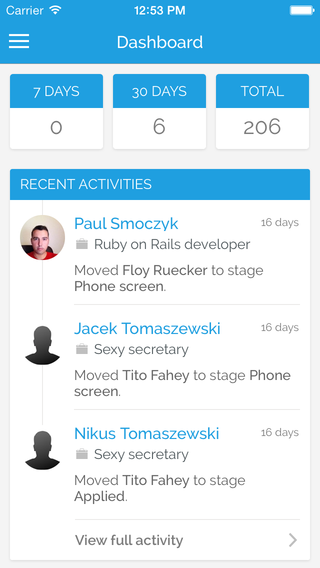 Carrier 12:53 PM
Dashboard
7 DAYS 30 DAYS TOTAL
0 6 206
RECENT ACTIVITIES
Paul Smoczyk 16 days
Ruby on Rails developer
Moved Floy Ruecker to stage
Phone screen.
Jacek Tomaszewski 16 days
Sexy secretary
Moved Tito Fahey to stage Phone
screen.
Nikus Tomaszewski 16 days
Sexy secretary
Moved Tito Fahey to stage
Applied.
View full activity